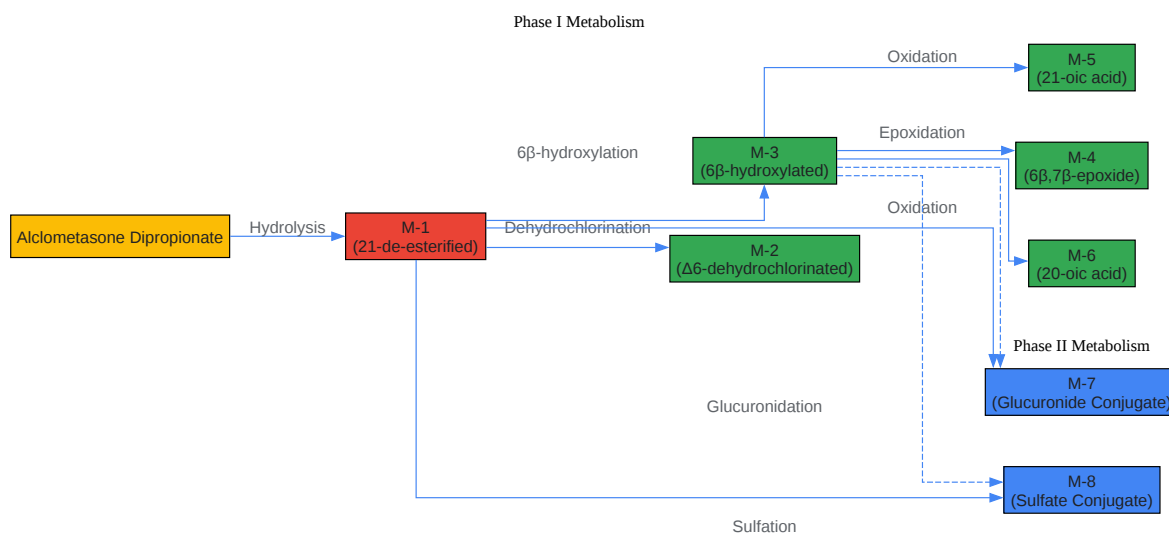 Phase I Metabolism
Oxidation
M-5
(21-oic acid)
6β-hydroxylation
M-3
(6β-hydroxylated)
Epoxidation
M-4
(6β,7β-epoxide)
Alclometasone Dipropionate
Hydrolysis
M-1
(21-de-esterified)
Dehydrochlorination
Oxidation
M-2
(Δ6-dehydrochlorinated)
M-6
(20-oic acid)
Phase II Metabolism
M-7
(Glucuronide Conjugate)
Glucuronidation
M-8
(Sulfate Conjugate)
Sulfation